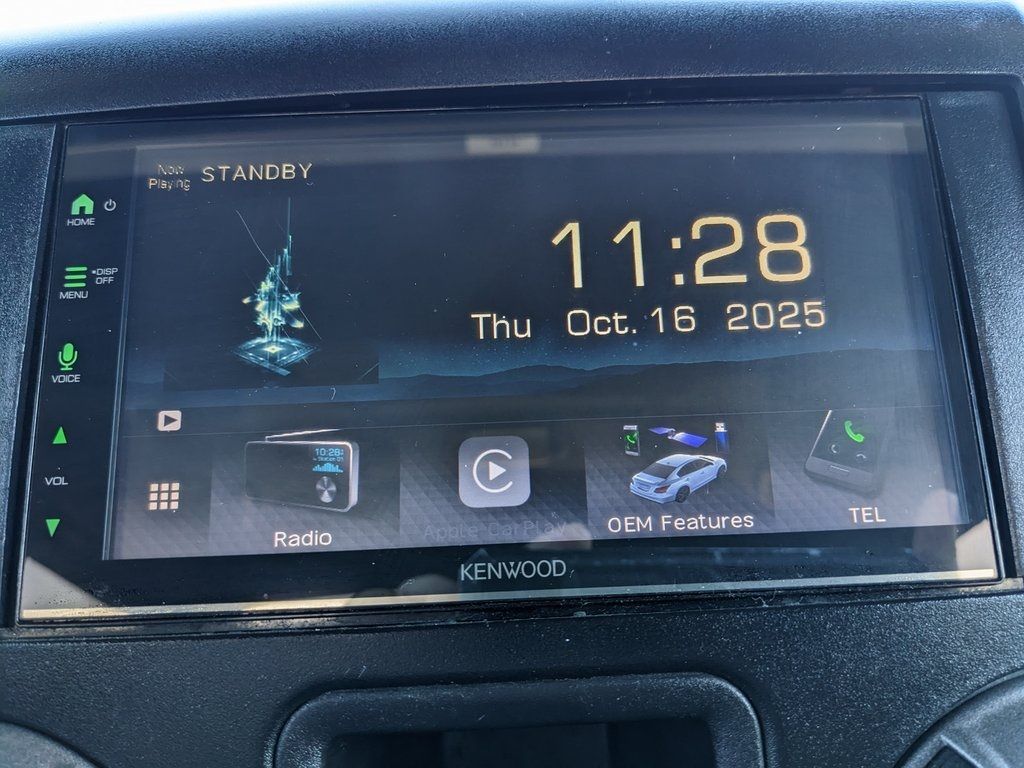 Now
Playing
STANDBY
HOME
•DISP
OFF
MENU
11:28
Thu Oct. 16 2025
VOICE
VOL
Radio
Apple CarPlay
OEM Features
TEL
KENWOOD